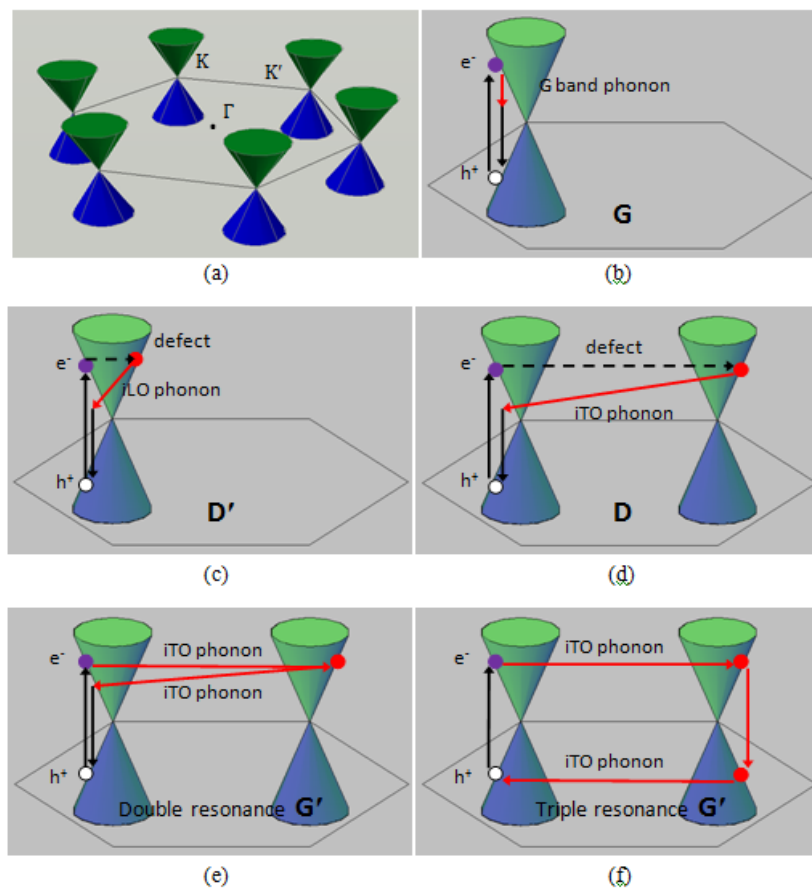 K
K′
Γ
(a)
e⁻
G band phonon
h⁺
G
(b)
defect
e⁻
iLO phonon
h⁺
D′
(c)
defect
e⁻
iTO phonon
h⁺
D
(d)
iTO phonon
e⁻
iTO phonon
h⁺
Double resonance G′
(e)
iTO phonon
e⁻
iTO phonon
h⁺
Triple resonance G′
(f)